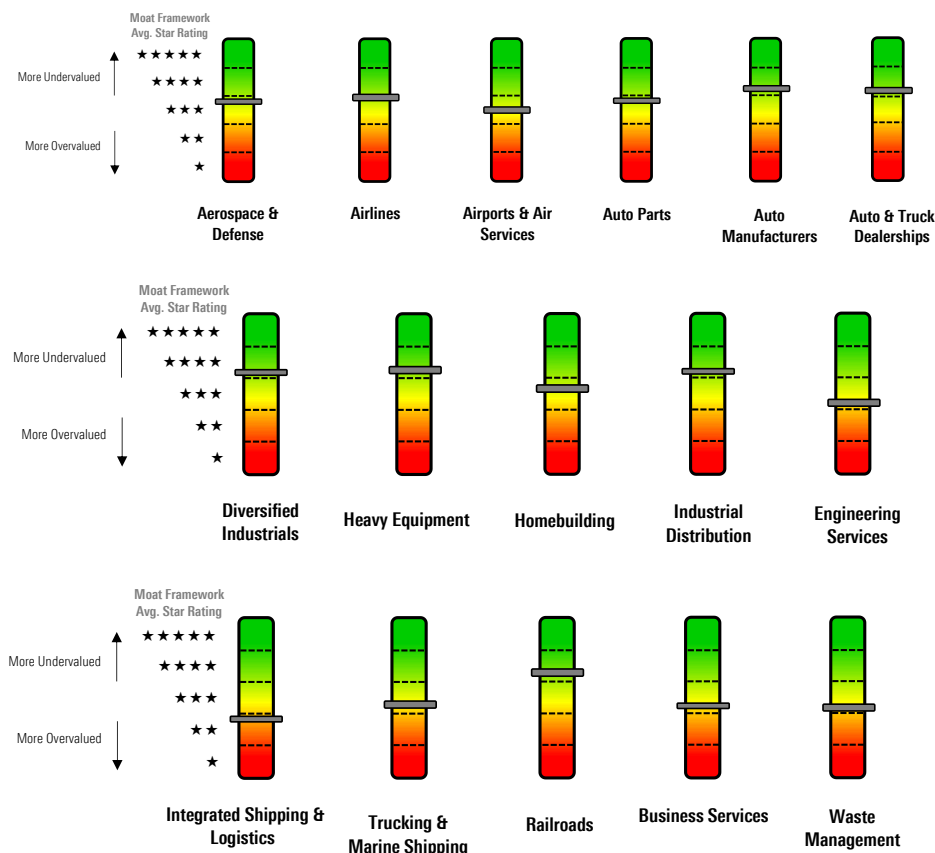 Moat Framework
Avg. Star Rating
★★★★★
More Undervalued
★★★★
★★★
More Overvalued
★★
★
Aerospace &
Defense
Airlines
Airports & Air
Services
Auto Parts
Auto
Manufacturers
Auto & Truck
Dealerships
Moat Framework
Avg. Star Rating
★★★★★
More Undervalued
★★★★
★★★
★★
More Overvalued
★
Diversified
Industrials
Heavy Equipment
Homebuilding
Industrial
Distribution
Engineering
Services
Moat Framework
Avg. Star Rating
★★★★★
More Undervalued
★★★★
★★★
★★
More Overvalued
★
Integrated Shipping &
Logistics
Trucking &
Marine Shipping
Railroads
Business Services
Waste
Management